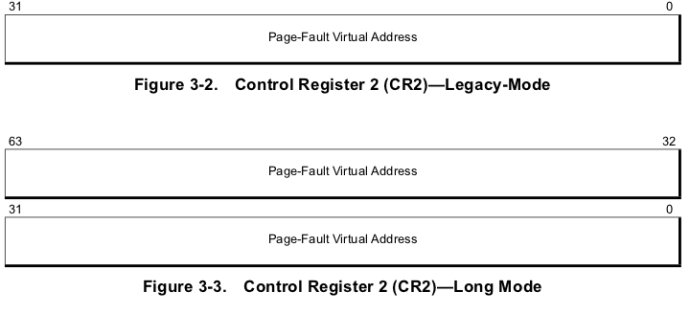 31 0
Page-Fault Virtual Address
Figure 3-2. Control Register 2 (CR2)—Legacy-Mode
63 32
Page-Fault Virtual Address
31 0
Page-Fault Virtual Address
Figure 3-3. Control Register 2 (CR2)—Long Mode